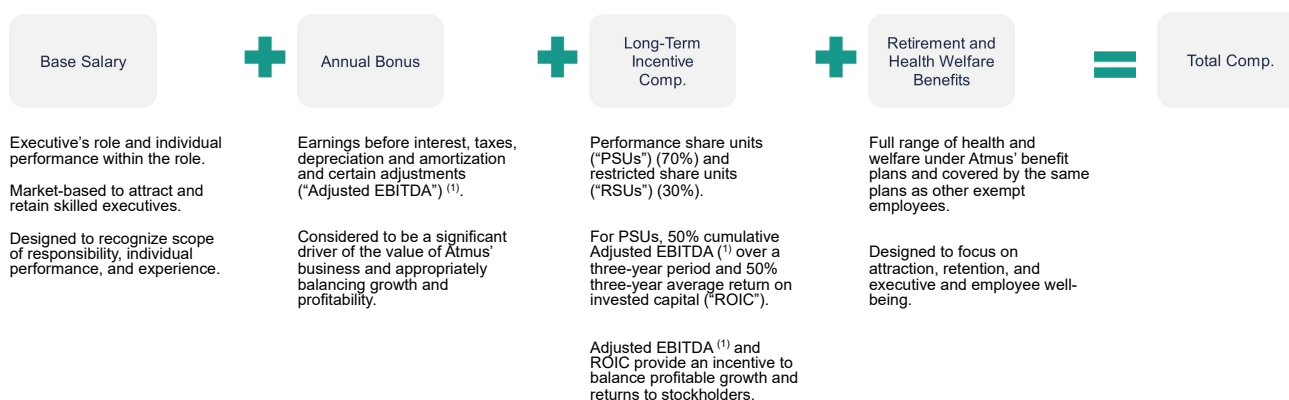 Base Salary
Annual Bonus
Long-Term
Incentive
Comp.
Retirement and
Health Welfare
Benefits
Total Comp.
Executive's role and individual
performance within the role.
Market-based to attract and
retain skilled executives.
Designed to recognize scope
of responsibility, individual
performance, and experience.
Earnings before interest, taxes,
depreciation and amortization
and certain adjustments
(“Adjusted EBITDA”) (1).
Considered to be a significant
driver of the value of Atmus'
business and appropriately
balancing growth and
profitability.
Performance share units
(“PSUs”) (70%) and
restricted share units
(“RSUs”) (30%).
For PSUs, 50% cumulative
Adjusted EBITDA (1) over a
three-year period and 50%
three-year average return on
invested capital (“ROIC”).
Adjusted EBITDA (1) and
ROIC provide an incentive to
balance profitable growth and
returns to stockholders.
Full range of health and
welfare under Atmus' benefit
plans and covered by the same
plans as other exempt
employees.
Designed to focus on
attraction, retention, and
executive and employee well-
being.